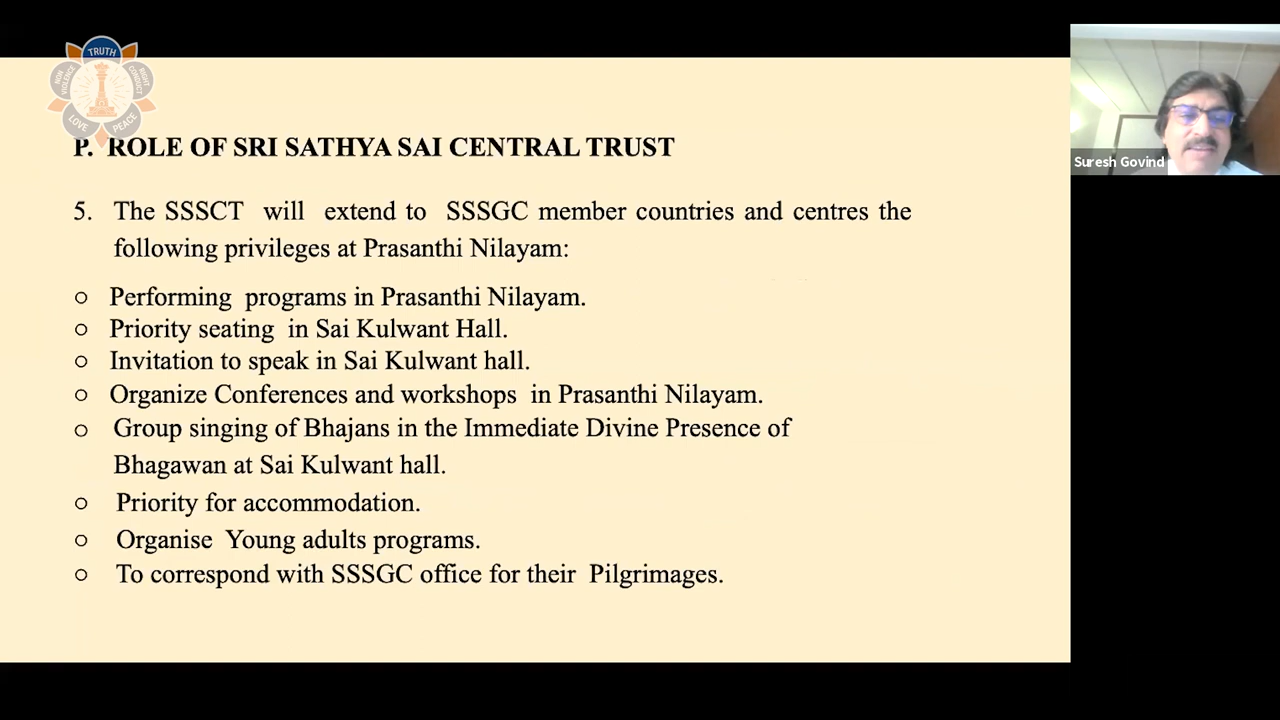 TRUTH
NON VIOLENCE
RIGHT CONDUCT
LOVE
PEACE
P. ROLE OF SRI SATHYA SAI CENTRAL TRUST
5. The SSSCT will extend to SSSGC member countries and centres the
following privileges at Prasanthi Nilayam:
Performing programs in Prasanthi Nilayam.
Priority seating in Sai Kulwant Hall.
Invitation to speak in Sai Kulwant hall.
Organize Conferences and workshops in Prasanthi Nilayam.
Group singing of Bhajans in the Immediate Divine Presence of
Bhagawan at Sai Kulwant hall.
Priority for accommodation.
Organise Young adults programs.
To correspond with SSSGC office for their Pilgrimages.
Suresh Govind